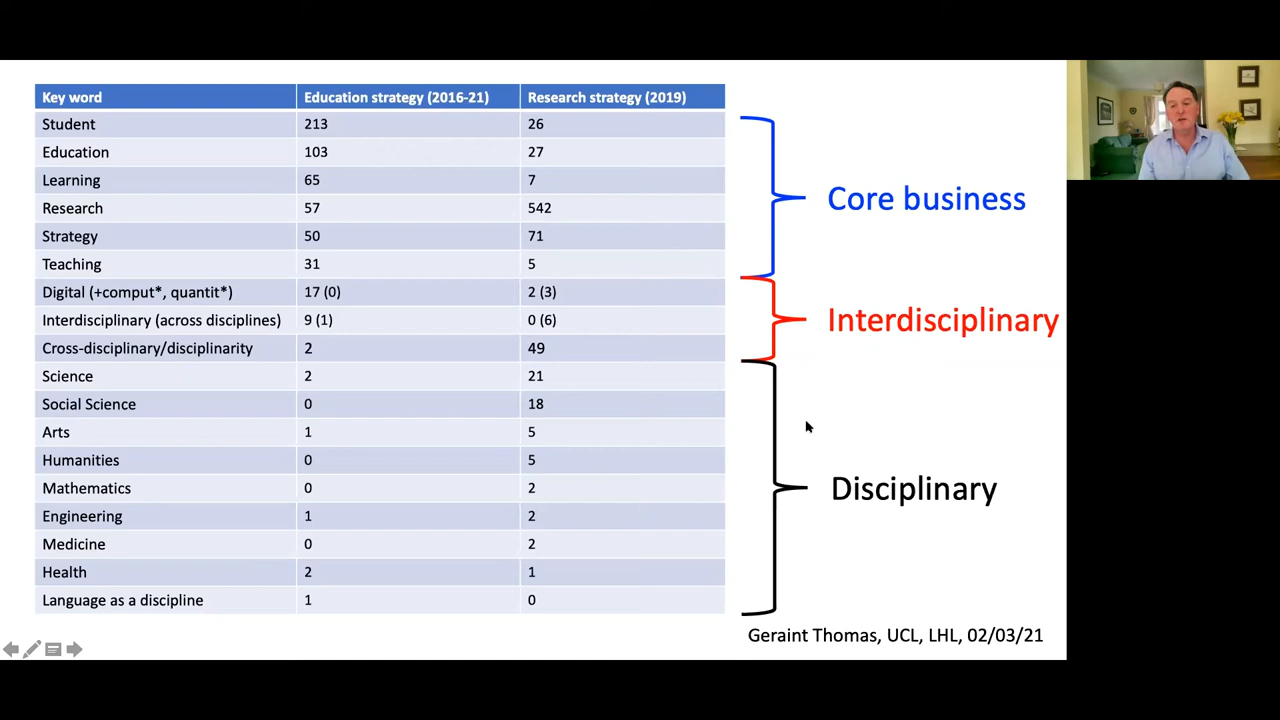 Key word Education strategy (2016-21) Research strategy (2019)
Student 213 26
Education 103 27
Learning 65 7
Research 57 542
Strategy 50 71
Teaching 31 5
Digital (+comput*, quantit*) 17 (0) 2 (3)
Interdisciplinary (across disciplines) 9 (1) 0 (6)
Cross-disciplinary/disciplinarity 2 49
Science 2 21
Social Science 0 18
Arts 1 5
Humanities 0 5
Mathematics 0 2
Engineering 1 2
Medicine 0 2
Health 2 1
Language as a discipline 1 0
Core business
Interdisciplinary
Disciplinary
Geraint Thomas, UCL, LHL, 02/03/21